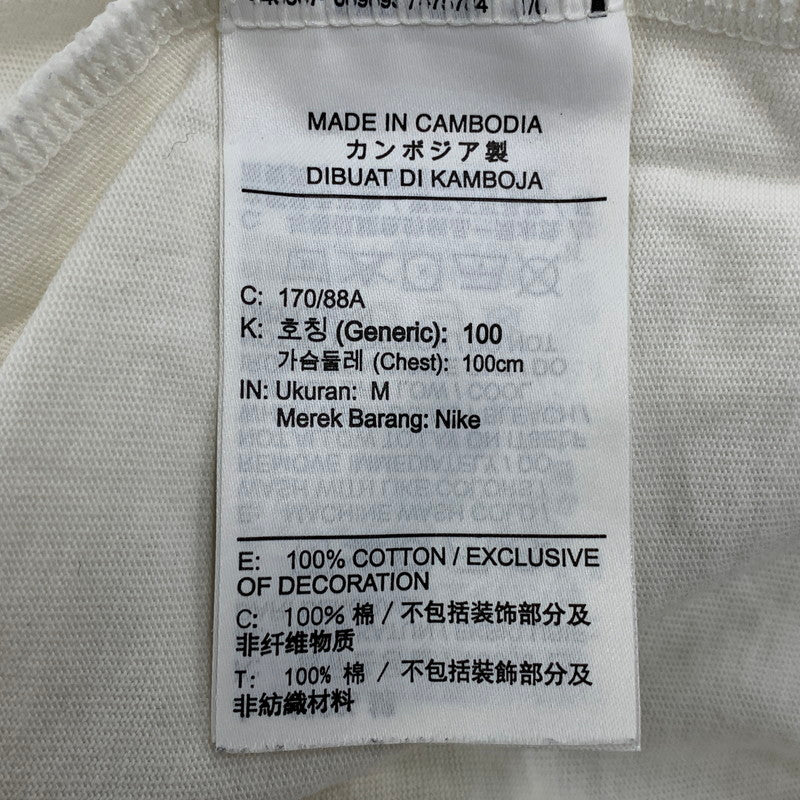 MADE IN CAMBODIA
カンボジア製
DIBUAT DI KAMBOJA
C: 170/88A
K: 호칭 (Generic): 100
가슴둘레 (Chest): 100cm
IN: Ukuran: M
Merek Barang: Nike
E: 100% COTTON / EXCLUSIVE
OF DECORATION
C: 100% 棉 / 不包括装饰部分及
非纤维物质
T: 100% 棉 / 不包括裝飾部分及
非紡織材料